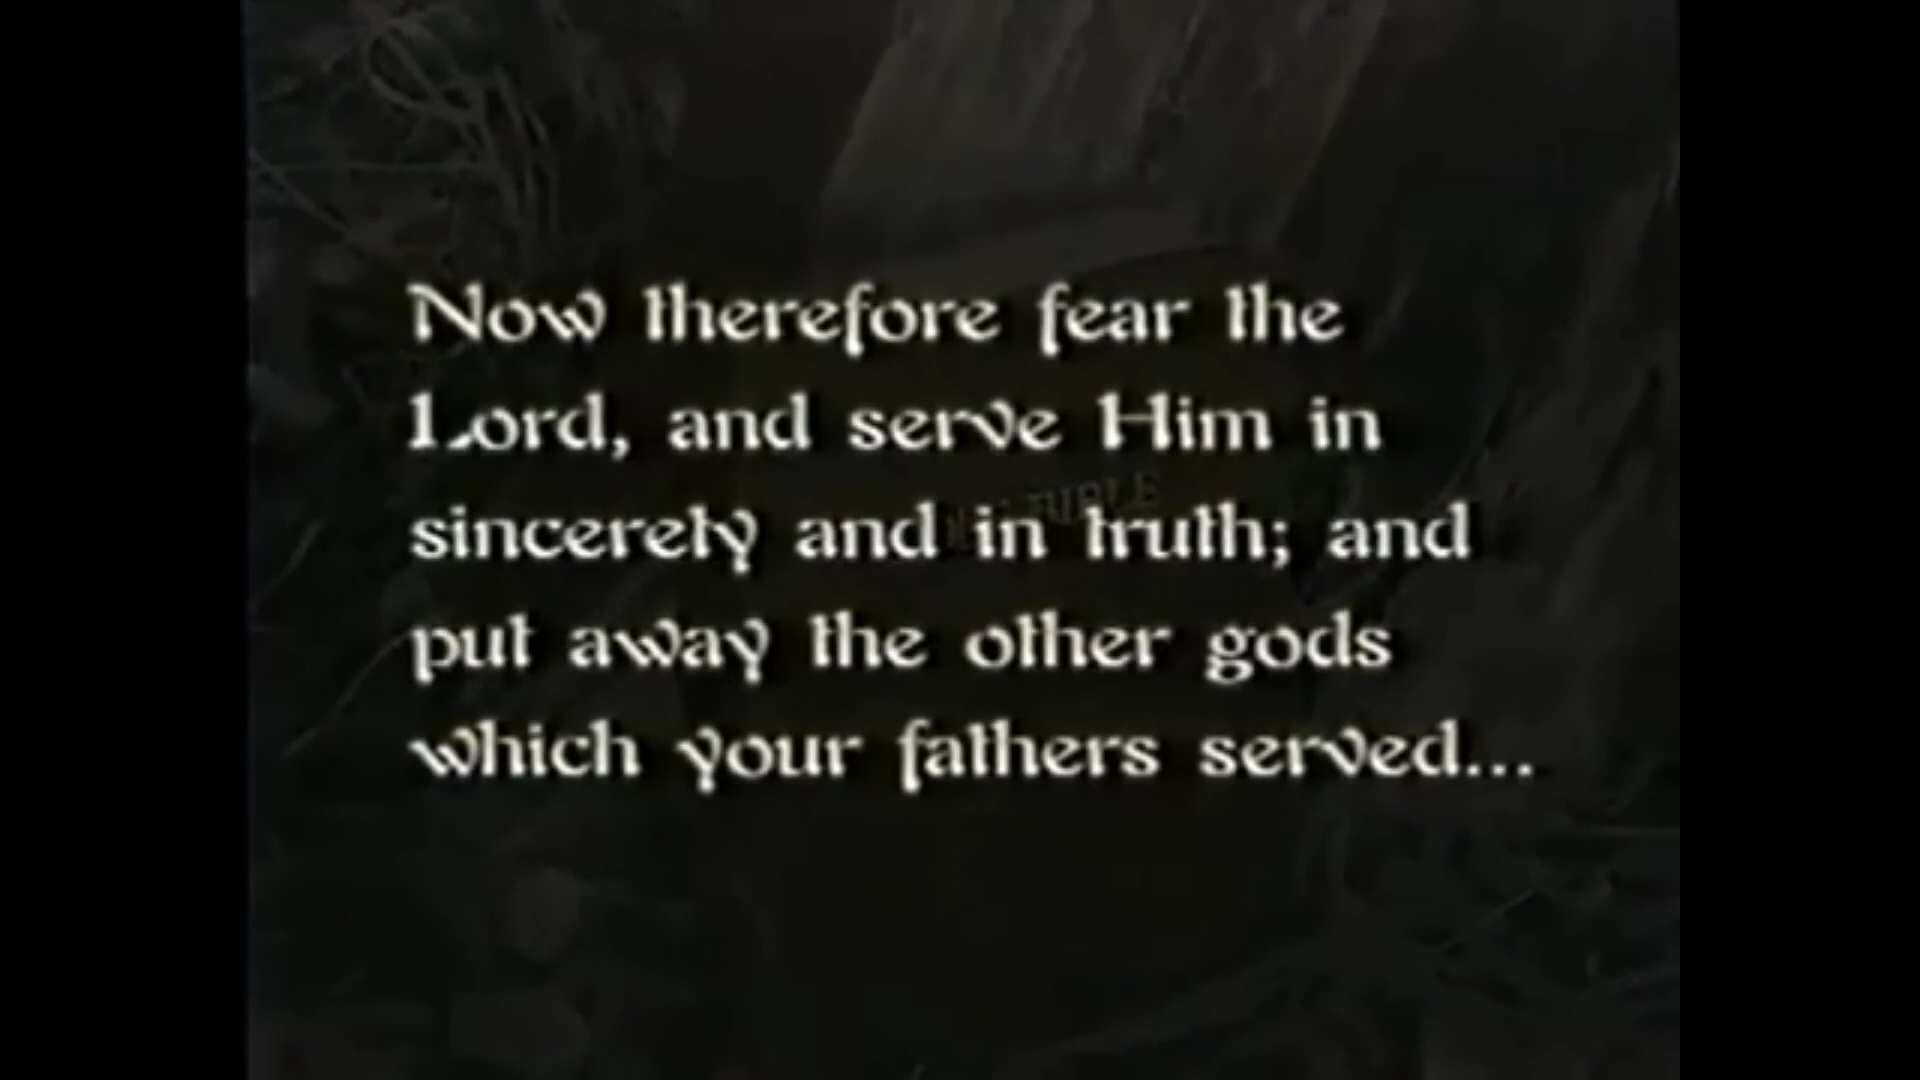 Now therefore fear the
Lord, and serve Him in
sincerely and in truth; and
put away the other gods
which your fathers served...